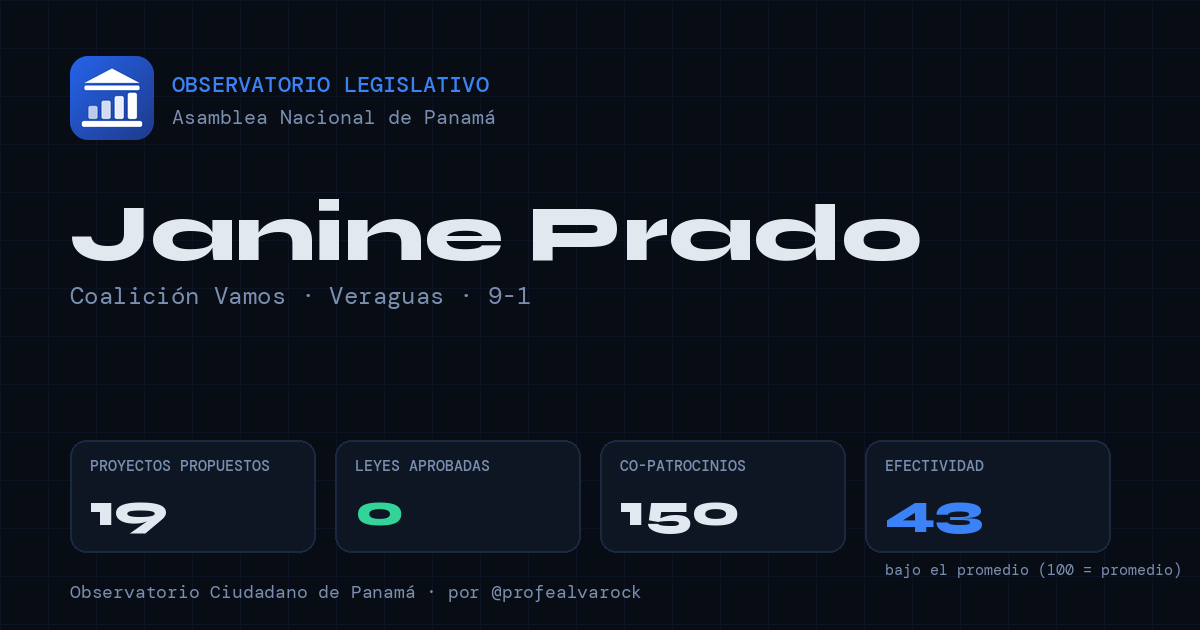 OBSERVATORIO LEGISLATIVO
Asamblea Nacional de Panamá
Janine Prado
Coalición Vamos · Veraguas · 9-1
PROYECTOS PROPUESTOS
19
LEYES APROBADAS
0
CO-PATROCINIOS
150
EFECTIVIDAD
43
bajo el promedio (100 = promedio)
Observatorio Ciudadano de Panamá · por @profealvarock